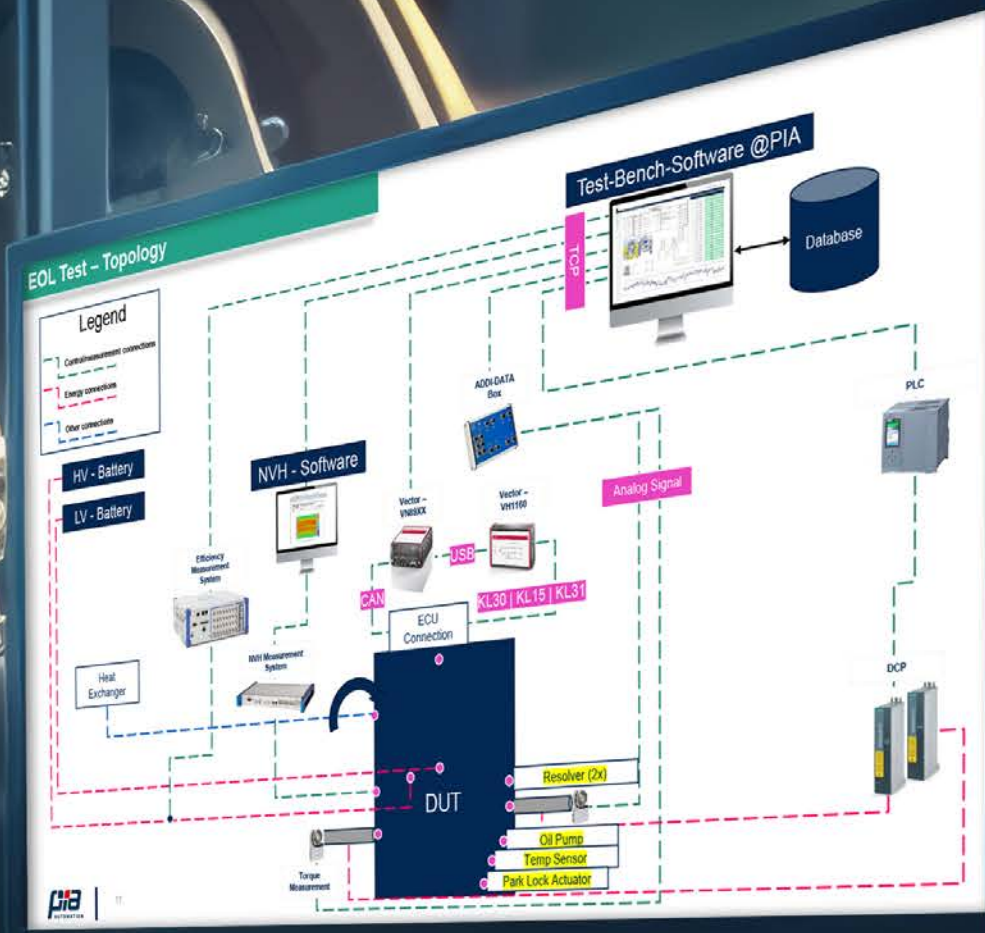 EOL Test – Topology
Test-Bench-Software @PIA
TCP
Database
Legend
Control/measurement connections
Energy connections
Other connections
HV - Battery
LV - Battery
NVH - Software
ADDI-DATA
Box
PLC
Analog Signal
Vector –
Vector –
VH1160
USB
CAN
KL30 | KL15 | KL31
Efficiency
Measurement
System
ECU
Connection
NVH Measurement
System
Heat
Exchanger
DCP
DUT
Resolver (2x)
Oil Pump
Temp Sensor
Park Lock Actuator
Torque
Measurement
pia
AUTOMATION